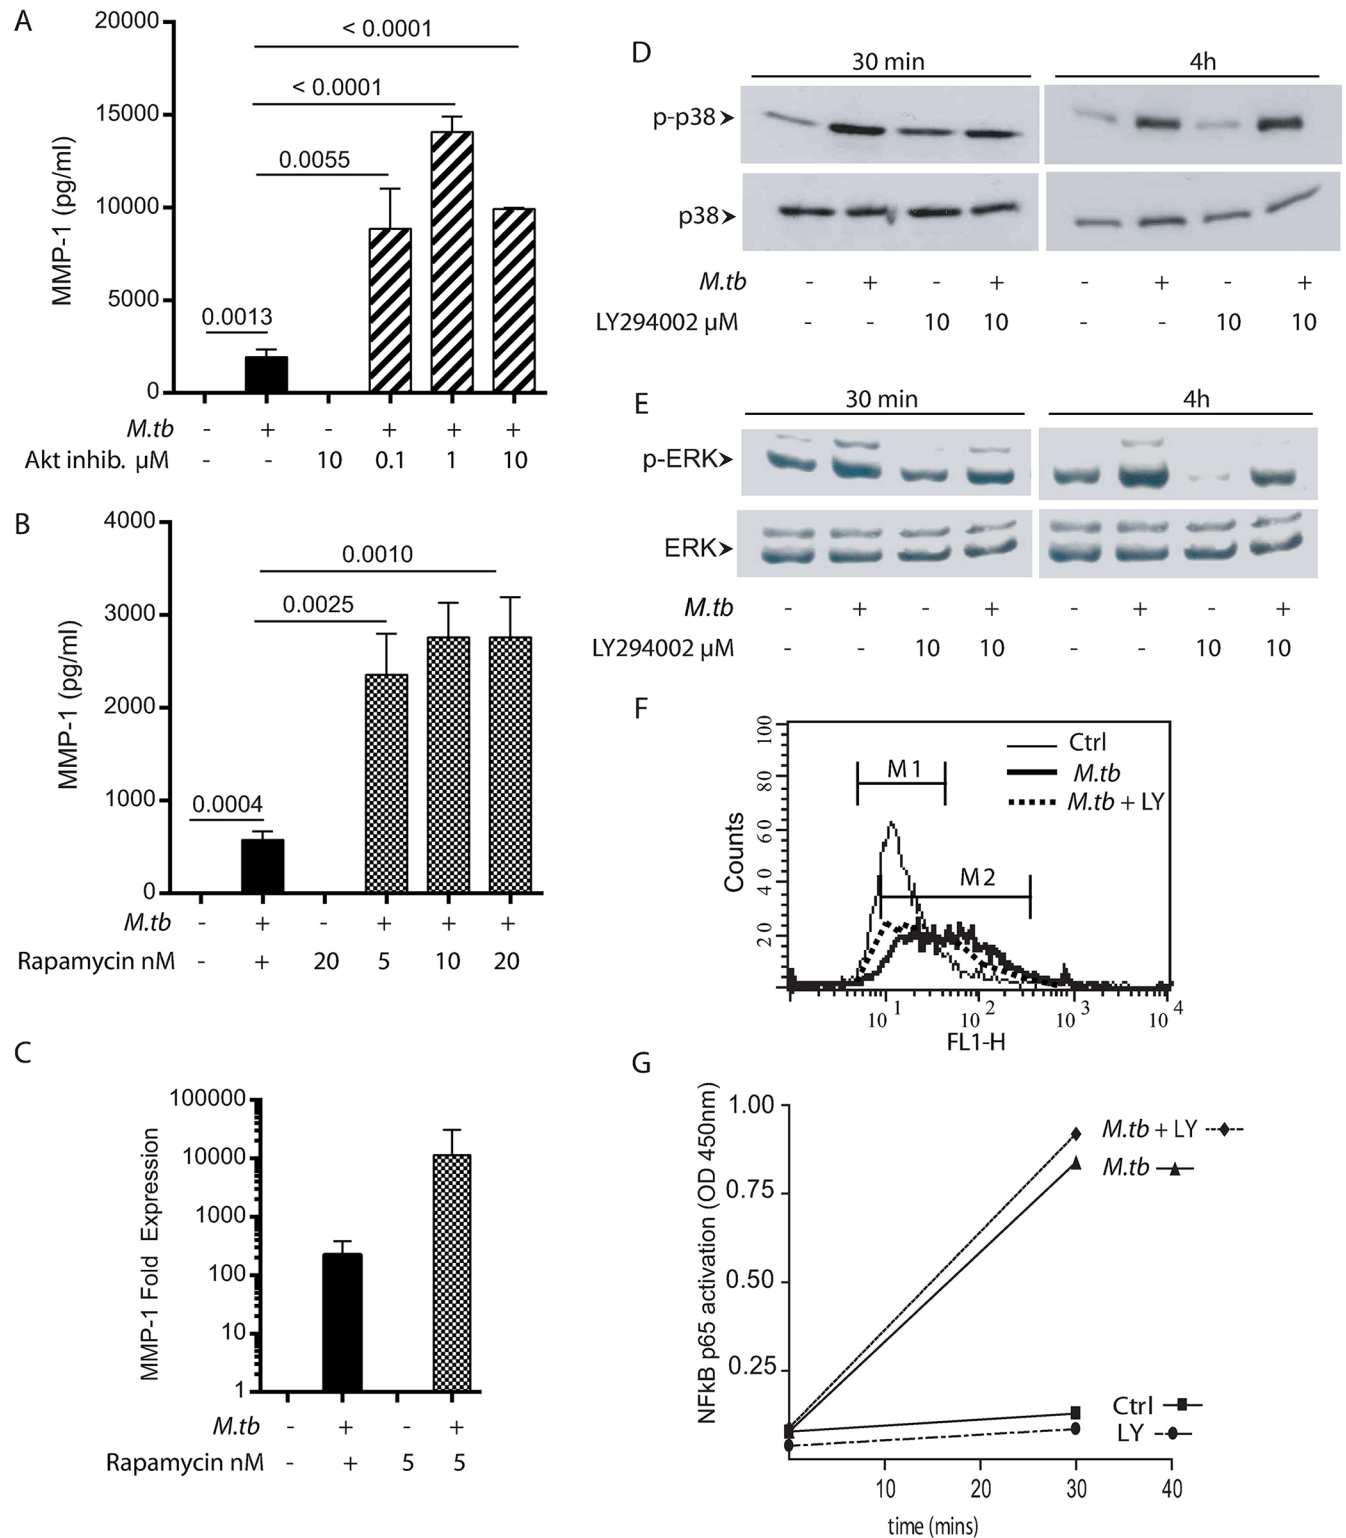 A
20000
15000
10000
5000
0
MMP-1 (pg/ml)
< 0.0001
< 0.0001
0.0055
0.0013
M.tb - + - + + +
Akt inhib. µM - - 10 0.1 1 10
B
4000
3000
2000
1000
0
MMP-1 (pg/ml)
0.0010
0.0025
0.0004
M.tb - + - + + +
Rapamycin nM - + 20 5 10 20
C
100000
10000
1000
100
10
1
MMP-1 Fold Expression
M.tb - + - +
Rapamycin nM - + 5 5
D
30 min 4h
p-p38
p38
M.tb - + - + - + - +
LY294002 µM - - 10 10 - - 10 10
E
30 min 4h
p-ERK
ERK
M.tb - + - + - + - +
LY294002 µM - - 10 10 - - 10 10
F
100
80
60
40
20
Counts
M1
M2
Ctrl
M.tb
M.tb + LY
10 1 10 2 10 3 10 4
FL1-H
G
NFkB p65 activation (OD 450nm)
1.00
0.75
0.50
0.25
M.tb + LY
M.tb
Ctrl
LY
10 20 30 40
time (mins)